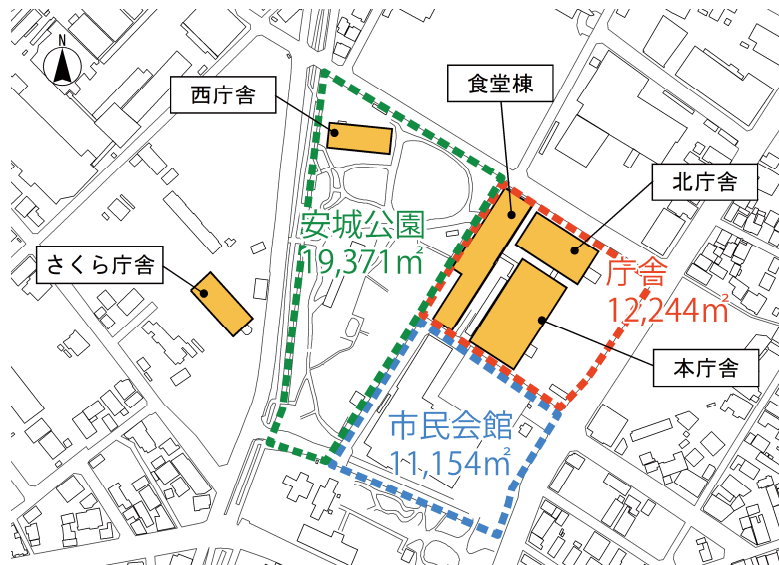 N
西庁舎
食堂棟
北庁舎
安城公園
19,371㎡
さくら庁舎
庁舎
12,244㎡
本庁舎
市民会館
11,154㎡